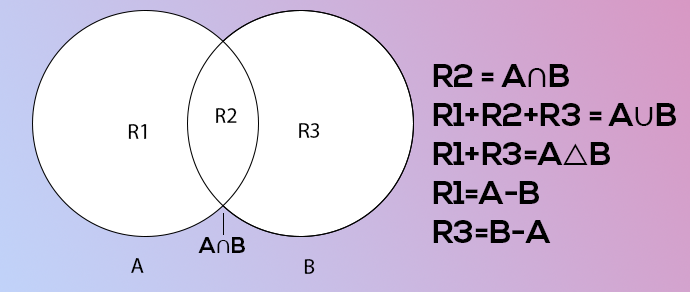 R1
R2
R3
A∩B
A
B
R2 = A∩B
R1+R2+R3 = A∪B
R1+R3=A△B
R1=A-B
R3=B-A